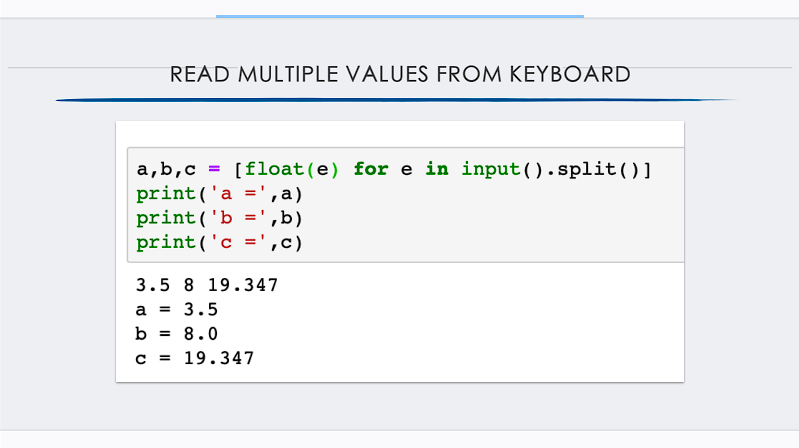 READ MULTIPLE VALUES FROM KEYBOARD
a,b,c = [float(e) for e in input().split()]
print('a =',a)
print('b =',b)
print('c =',c)
3.5 8 19.347
a = 3.5
b = 8.0
c = 19.347